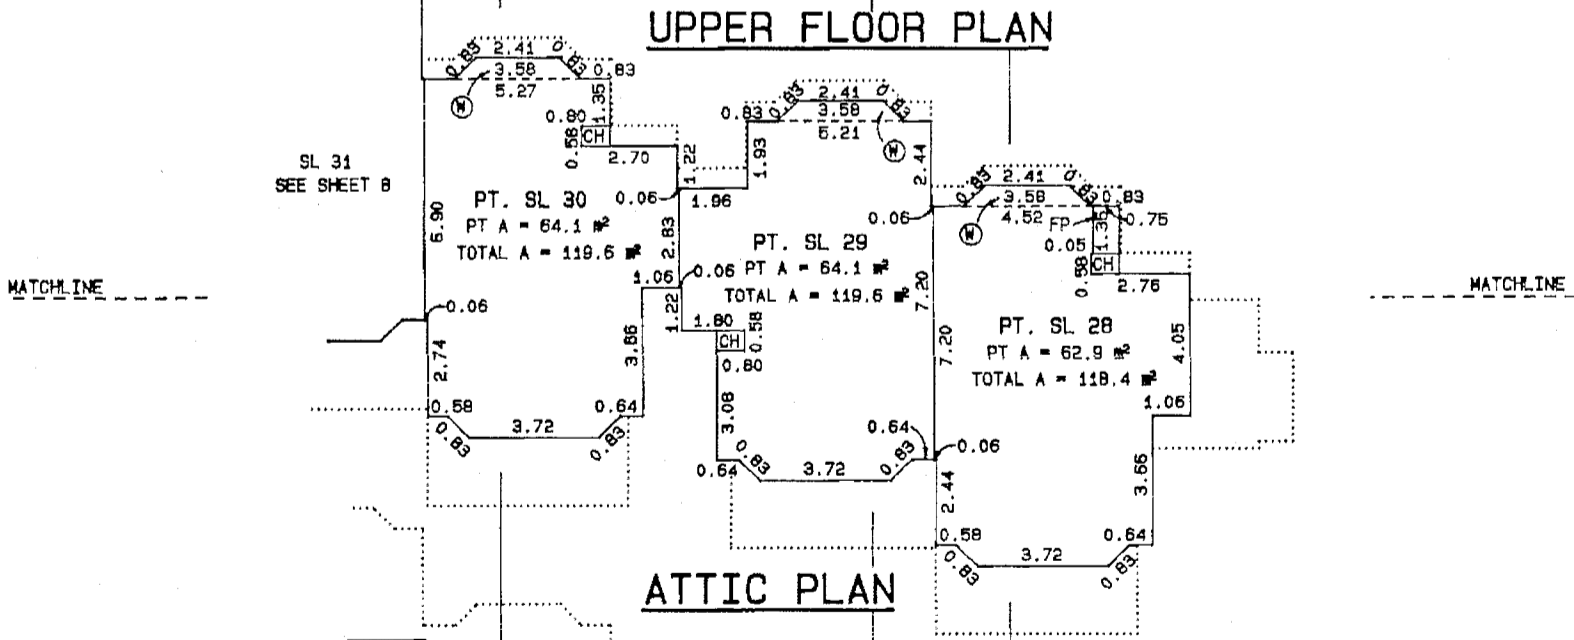 UPPER FLOOR PLAN
0.83 2.41 0.83
3.58 0.83
5.27
W
1.35
0.80
CH
0.58
2.70
1.22
SL 31
SEE SHEET 8
PT. SL 30
PT A = 64.1 m²
TOTAL A = 119.6 m²
6.90
0.06
2.83
1.06
0.06
2.74
3.66
0.58 0.64
0.83 3.72 0.83
0.83 0.83 2.41 0.83
3.58
5.21
W
1.93
2.44
1.96
0.06
PT. SL 29
PT A = 64.1 m²
TOTAL A = 119.6 m²
0.06
1.22
1.80
CH
0.58
0.80
7.20
7.20
3.08
0.64
0.64 0.83 3.72 0.83
0.06
0.83 2.41 0.83
3.58 0.83
4.52 0.75
W
FP
1.35
0.05
CH
0.58
2.76
PT. SL 28
PT A = 62.9 m²
TOTAL A = 118.4 m²
4.05
1.06
3.66
2.44
0.58 0.64
0.83 3.72 0.83
MATCHLINE
MATCHLINE
ATTIC PLAN